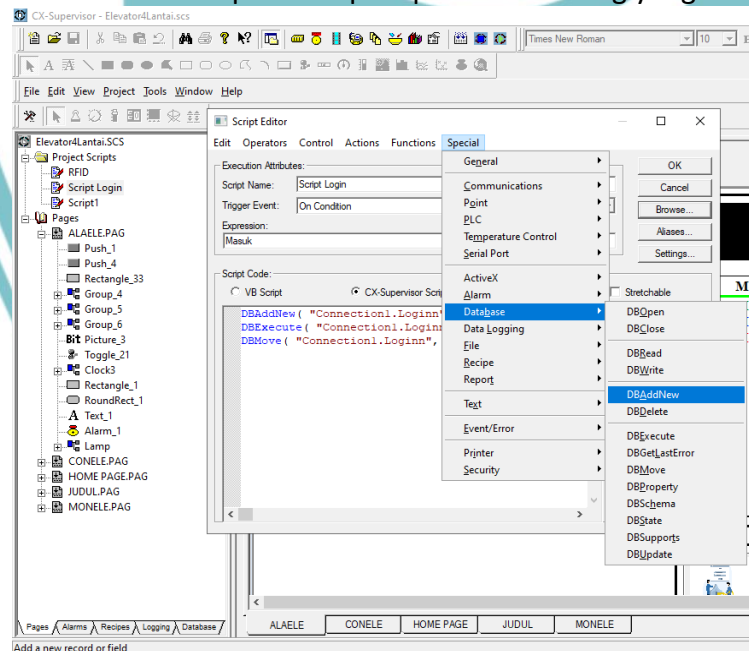 CX-Supervisor - Elevator4Lantai.scs
Times New Roman
10
File Edit View Project Tools Window Help
Elevator4Lantai.SCS
Project Scripts
RFID
Script Login
Script1
Pages
ALAELE.PAG
Push_1
Push_4
Rectangle_33
Group_4
Group_5
Group_6
Bit Picture_3
Toggle_21
Clock3
Rectangle_1
RoundRect_1
A Text_1
Alarm_1
Lamp
CONELE.PAG
HOME PAGE.PAG
JUDUL.PAG
MONELE.PAG
Pages Alarms Recipes Logging Database
Add a new record or field
Script Editor
Edit Operators Control Actions Functions Special
Execution Attributes:
Script Name: Script Login
Trigger Event: On Condition
Expression:
Masuk
OK
Cancel
Browse...
Aliases...
Settings...
Script Code:
VB Script
CX-Supervisor Scri
Stretchable
DBAddNew( "Connection1.Loginn"
DBExecute( "Connection1.Loginn
DBMove( "Connection1.Loginn",
General
Communications
Point
PLC
Temperature Control
Serial Port
ActiveX
Alarm
Database
Data Logging
File
Recipe
Report
Text
Event/Error
Printer
Security
DBOpen
DBClose
DBRead
DBWrite
DBAddNew
DBDelete
DBExecute
DBGetLastError
DBMove
DBProperty
DBSchema
DBState
DBSupports
DBUpdate
M
ALAELE CONELE HOME PAGE JUDUL MONELE